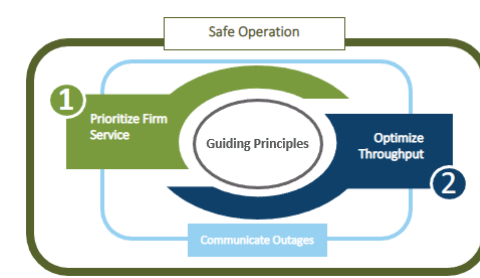 Safe Operation
1
Prioritize Firm
Service
Guiding Principles
Optimize
Throughput
2
Communicate Outages